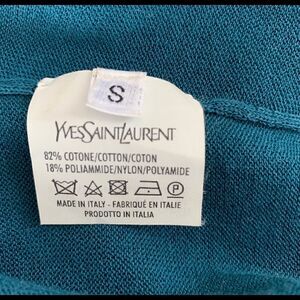 S
YVESSAINTLAURENT
82% COTONE/COTTON/COTON
18% POLIAMMIDE/NYLON/POLYAMIDE
P
MADE IN ITALY - FABRIQUÉ EN ITALIE
PRODOTTO IN ITALIA